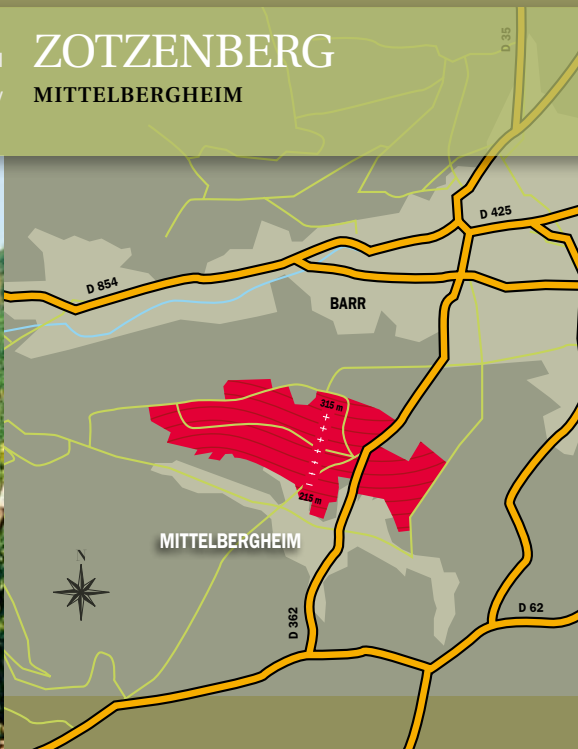 ZOTZENBERG
MITTELBERGHEIM
D 35
D 425
D 854
BARR
315 m
215 m
MITTELBERGHEIM
N
D 362
D 62